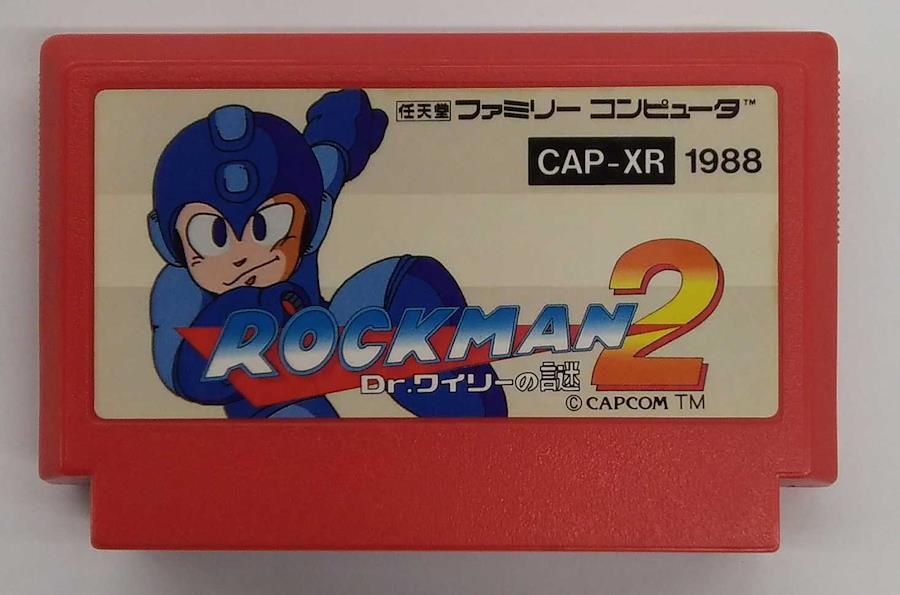 任天堂 ファミリー コンピュータ™
CAP-XR 1988
ROCKMAN 2
Dr.ワイリーの謎
© CAPCOM TM